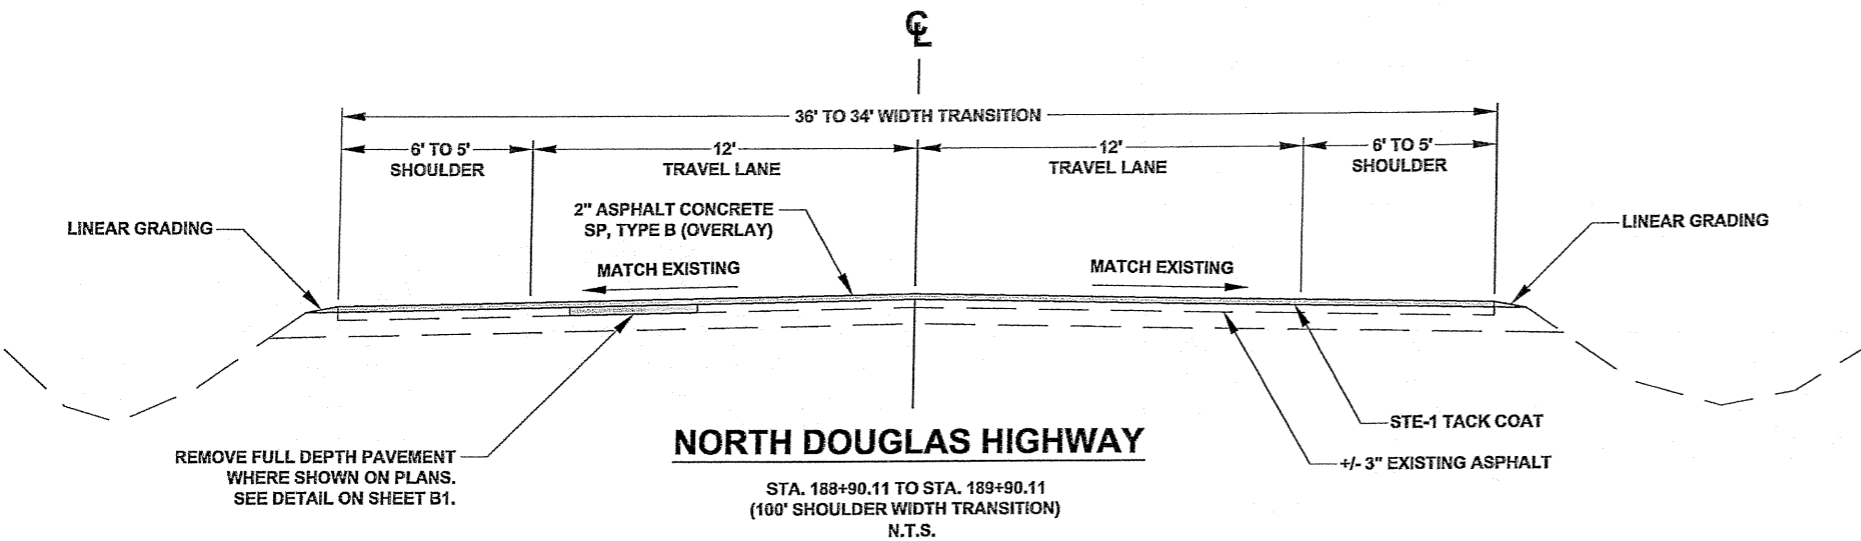 ℄
36' TO 34' WIDTH TRANSITION
6' TO 5'
SHOULDER
12'
TRAVEL LANE
12'
TRAVEL LANE
6' TO 5'
SHOULDER
LINEAR GRADING
2" ASPHALT CONCRETE
SP, TYPE B (OVERLAY)
LINEAR GRADING
MATCH EXISTING
MATCH EXISTING
REMOVE FULL DEPTH PAVEMENT
WHERE SHOWN ON PLANS.
SEE DETAIL ON SHEET B1.
STE-1 TACK COAT
+/- 3" EXISTING ASPHALT
NORTH DOUGLAS HIGHWAY
STA. 188+90.11 TO STA. 189+90.11
(100' SHOULDER WIDTH TRANSITION)
N.T.S.